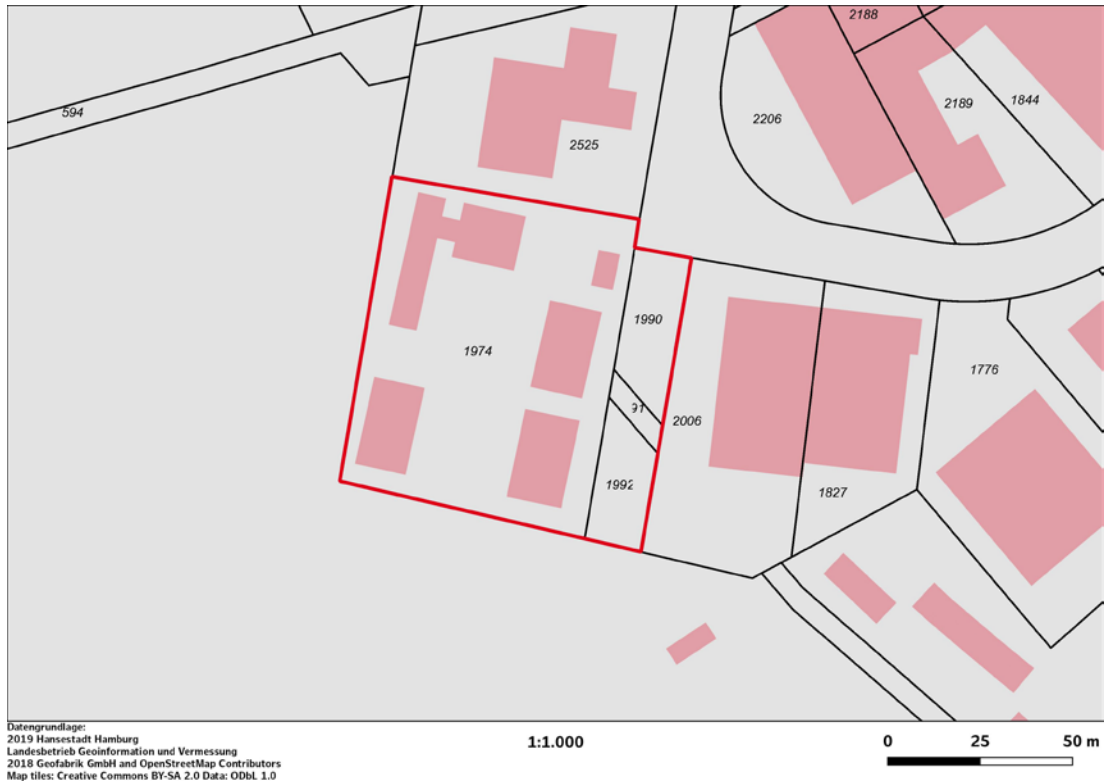 2188
594
2206
2189
1844
2525
1990
1974
1776
91
2006
1992
1827
Datengrundlage:
2019 Hansestadt Hamburg
Landesbetrieb Geoinformation und Vermessung
2018 Geofabrik GmbH and OpenStreetMap Contributors
Map tiles: Creative Commons BY-SA 2.0 Data: ODbL 1.0
1:1.000
0 25 50 m